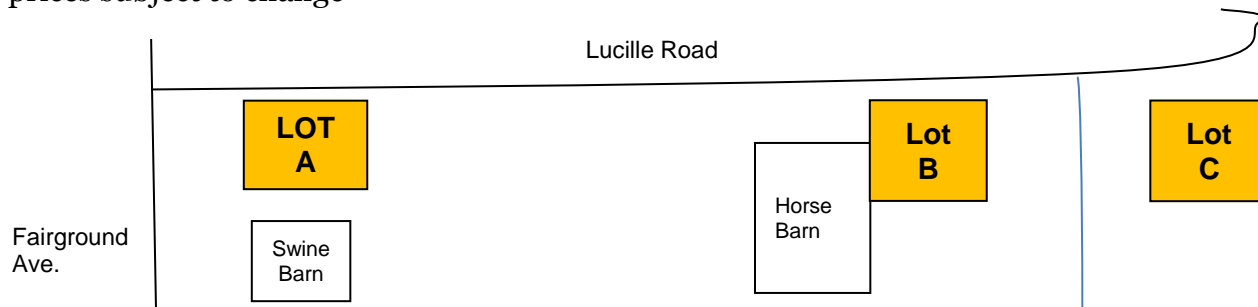 prices subject to change
Lucille Road
LOT
A
Lot
B
Lot
C
Horse
Barn
Fairground
Ave.
Swine
Barn